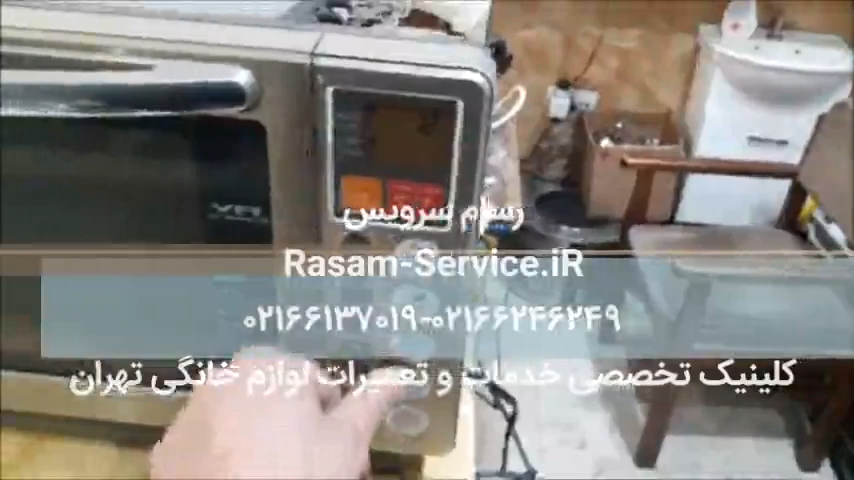 رسام سرویس
Rasam-Service.iR
۰۲۱۶۶۱۳۷۰۱۹-۰۲۱۶۶۲۴۶۲۴۹
کلینیک تخصصی خدمات و تعمیرات لوازم خانگی تهران